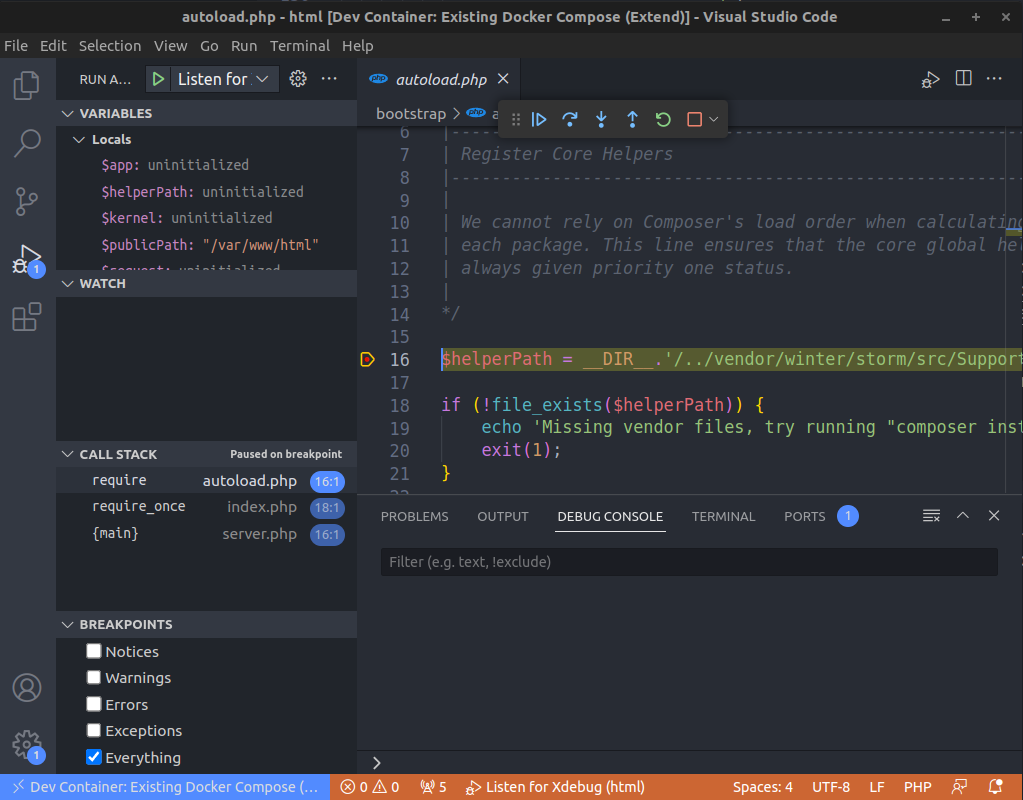 autoload.php - html [Dev Container: Existing Docker Compose (Extend)] - Visual Studio Code
File Edit Selection View Go Run Terminal Help
RUN A... Listen for
autoload.php
bootstrap
VARIABLES
Locals
$app: uninitialized
$helperPath: uninitialized
$kernel: uninitialized
$publicPath: "/var/www/html"
$request: uninitialized
WATCH
CALL STACK Paused on breakpoint
require autoload.php 16:1
require_once index.php 18:1
{main} server.php 16:1
BREAKPOINTS
Notices
Warnings
Errors
Exceptions
Everything
6 |---------------------------------------------------------
7 | Register Core Helpers
8 |---------------------------------------------------------
9 |
10 | We cannot rely on Composer's load order when calculating
11 | each package. This line ensures that the core global hel
12 | always given priority one status.
13 |
14 */
15
16 $helperPath = __DIR__.'/../vendor/winter/storm/src/Support
17
18 if (!file_exists($helperPath)) {
19 echo 'Missing vendor files, try running "composer inst
20 exit(1);
21 }
22
PROBLEMS OUTPUT DEBUG CONSOLE TERMINAL PORTS 1
Filter (e.g. text, !exclude)
1
1
Dev Container: Existing Docker Compose (... 0 0 5 Listen for Xdebug (html) Spaces: 4 UTF-8 LF PHP